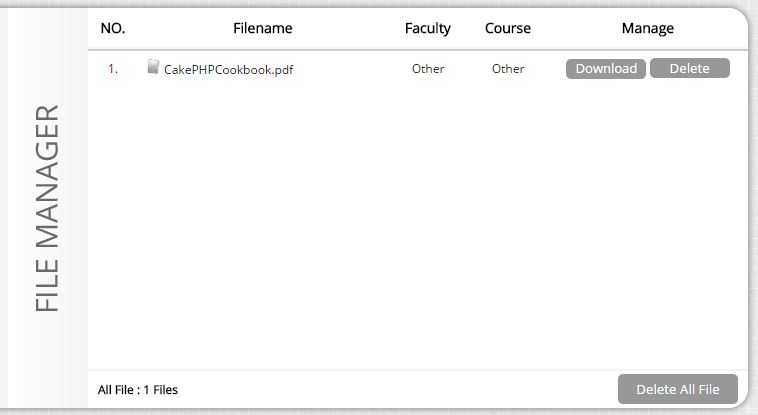 FILE MANAGER
NO. Filename Faculty Course Manage
1. CakePHPCookbook.pdf Other Other Download Delete
All File : 1 Files Delete All File